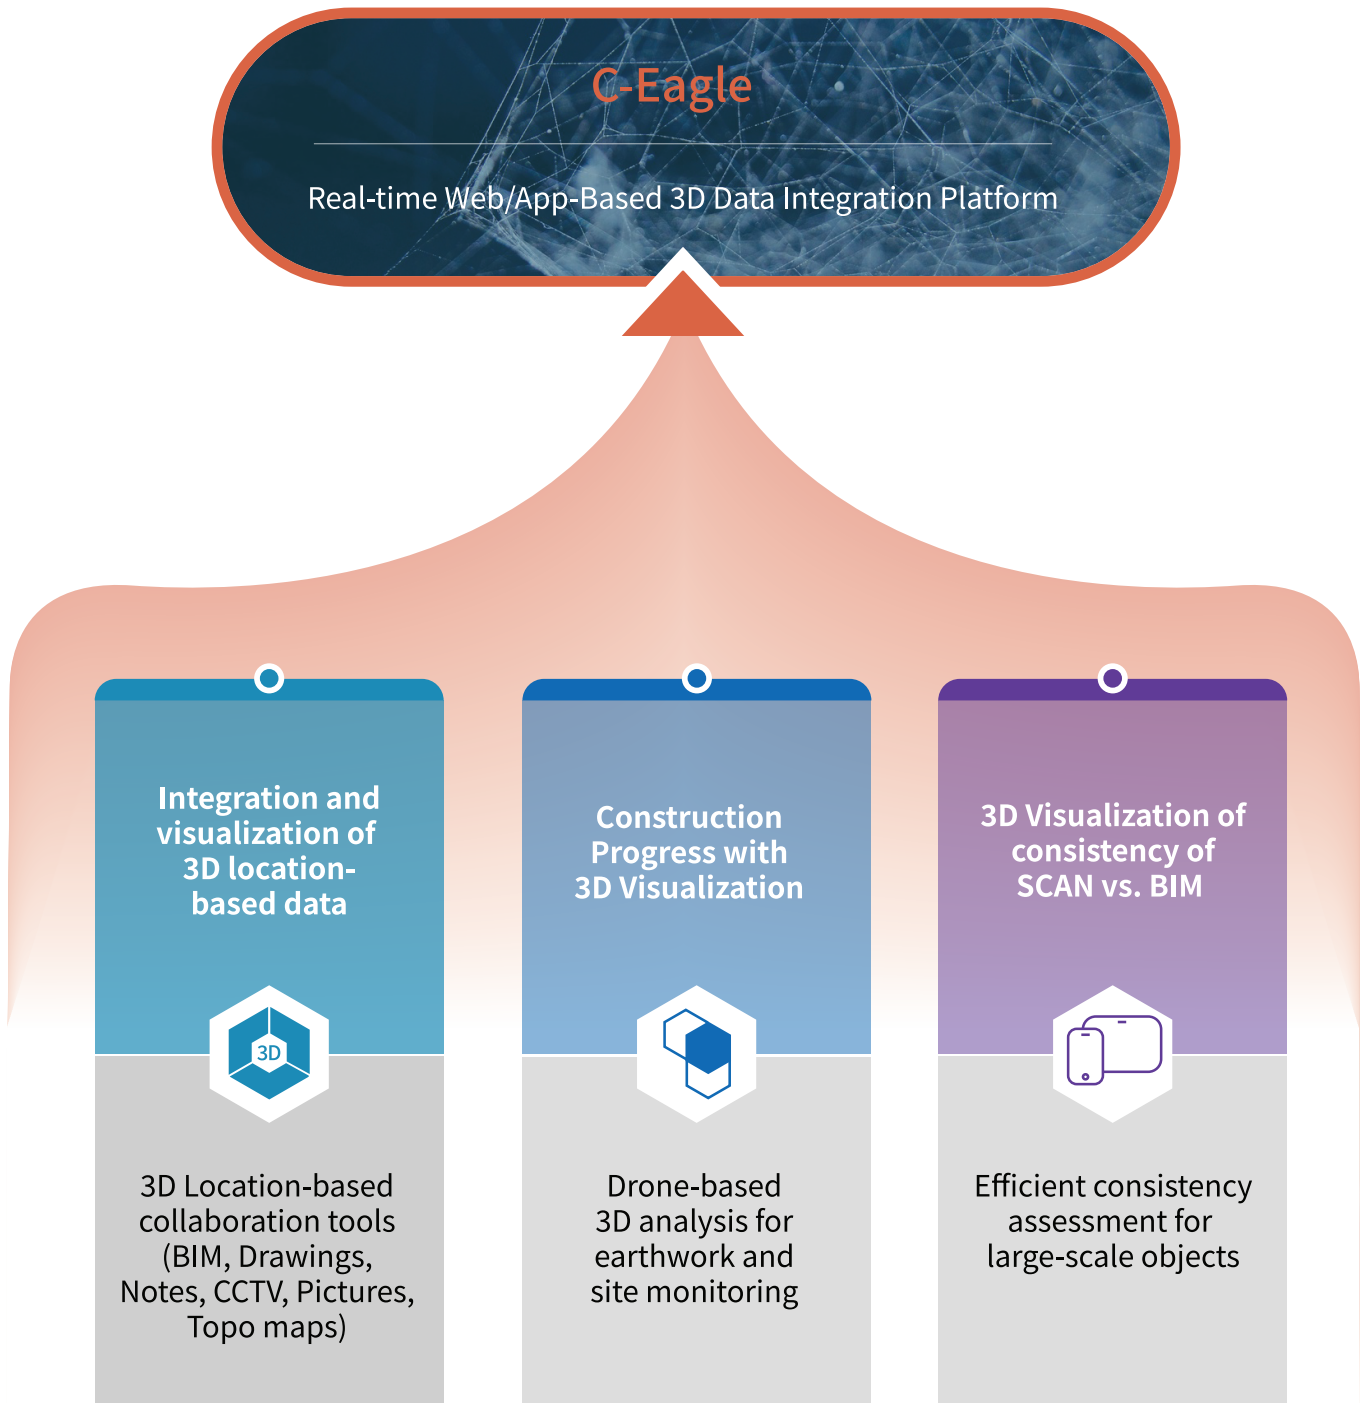 C-Eagle
Real-time Web/App-Based 3D Data Integration Platform
Integration and
visualization of
3D location-
based data
3D
3D Location-based
collaboration tools
(BIM, Drawings,
Notes, CCTV, Pictures,
Topo maps)
Construction
Progress with
3D Visualization
Drone-based
3D analysis for
earthwork and
site monitoring
3D Visualization of
consistency of
SCAN vs. BIM
Efficient consistency
assessment for
large-scale objects